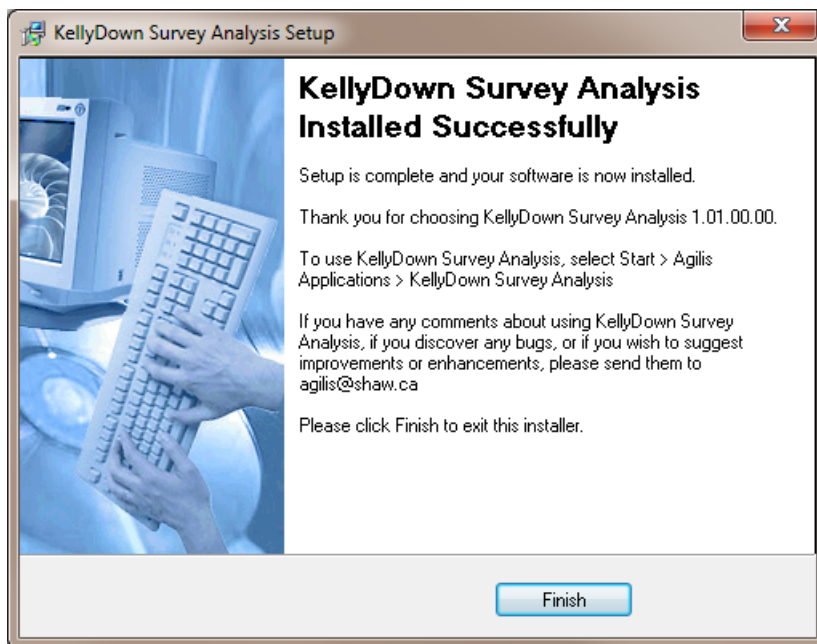 KellyDown Survey Analysis Setup
KellyDown Survey Analysis
Installed Successfully
Setup is complete and your software is now installed.
Thank you for choosing KellyDown Survey Analysis 1.01.00.00.
To use KellyDown Survey Analysis, select Start > Agilis
Applications > KellyDown Survey Analysis
If you have any comments about using KellyDown Survey
Analysis, if you discover any bugs, or if you wish to suggest
improvements or enhancements, please send them to
agilis@shaw.ca
Please click Finish to exit this installer.
Finish